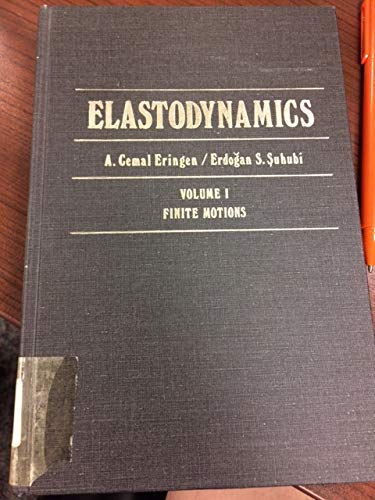 ELASTODYNAMICS
A. Cemal Eringen / Erdoğan S. Şuhubi
VOLUME I
FINITE MOTIONS